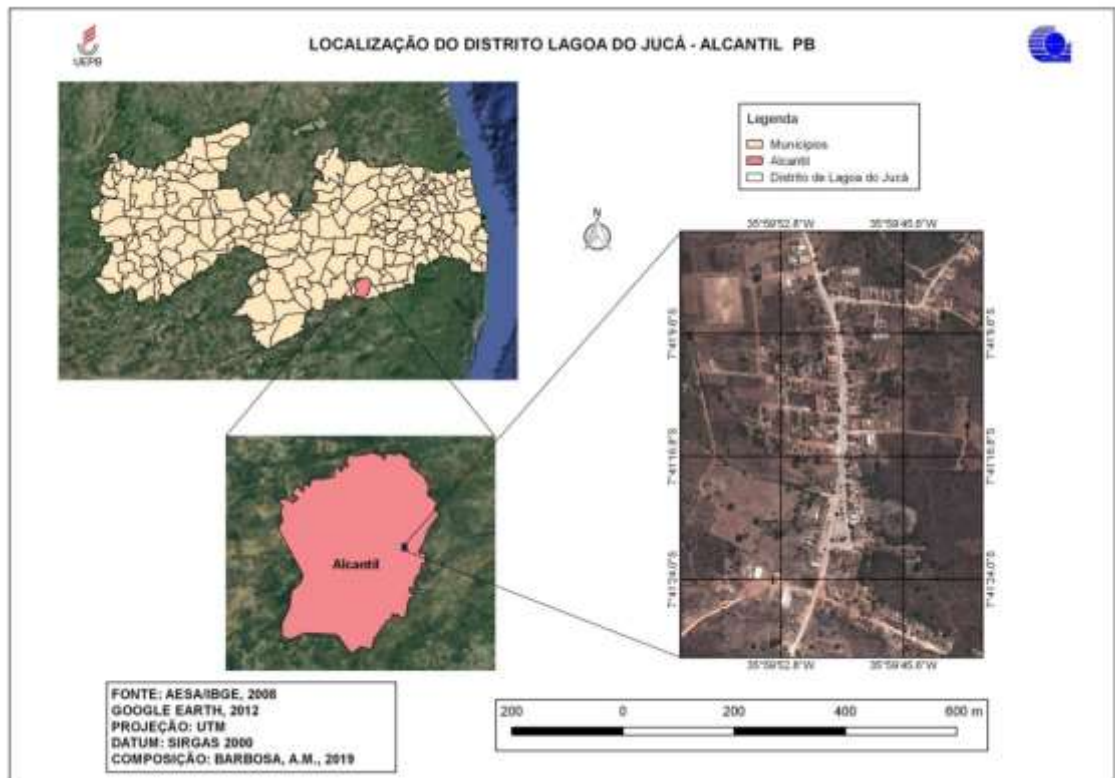 UEPB
LOCALIZAÇÃO DO DISTRITO LAGOA DO JUCÁ - ALCANTIL PB
Legenda
Municípios
Alcantil
Distrito de Lagoa do Jucá
N
35°59'52.8"W 35°59'45.6"W
7°41'9.6"S 7°41'9.6"S
7°41'16.8"S 7°41'16.8"S
7°41'24.0"S 7°41'24.0"S
35°59'52.8"W 35°59'45.6"W
Alcantil
FONTE: AESA/IBGE, 2008
GOOGLE EARTH, 2012
PROJEÇÃO: UTM
DATUM: SIRGAS 2000
COMPOSIÇÃO: BARBOSA, A.M., 2019
200 0 200 400 600 m